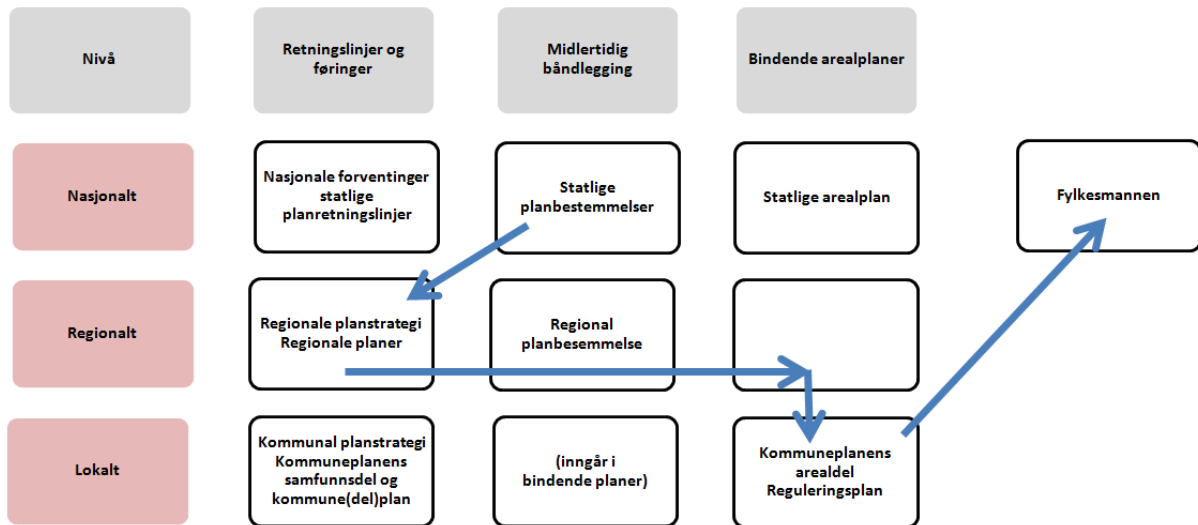 Nivå
Retningslinjer og
føringer
Midlertidig
båndlegging
Bindende arealplaner
Nasjonalt
Nasjonale forventinger
statlige
planretningslinjer
Statlige
planbestemmelser
Statlige arealplan
Fylkesmannen
Regionalt
Regionale planstrategi
Regionale planer
Regional
planbesemmelse
Lokalt
Kommunal planstrategi
Kommuneplanens
samfunnsdel og
kommune(del)plan
(inngår i
bindende planer)
Kommuneplanens
arealdel
Reguleringsplan